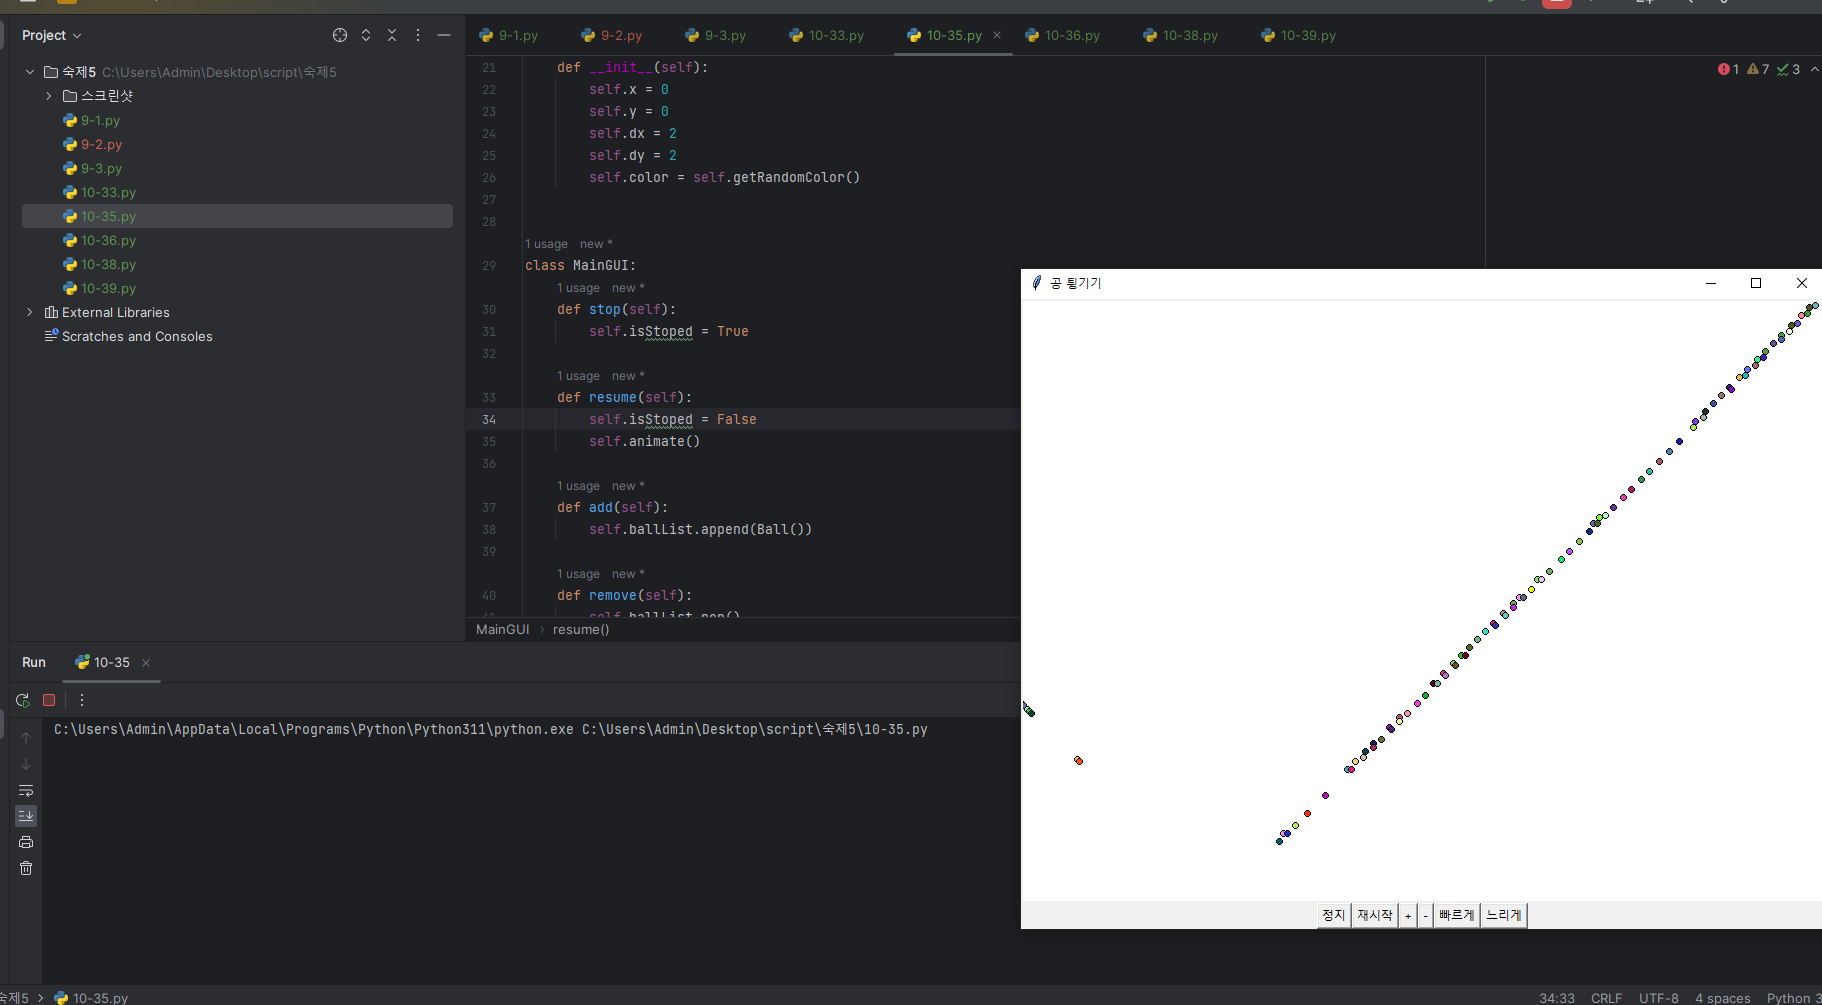 Project
숙제5 C:\Users\Admin\Desktop\script\숙제5
스크린샷
9-1.py
9-2.py
9-3.py
10-33.py
10-35.py
10-36.py
10-38.py
10-39.py
External Libraries
Scratches and Consoles
9-1.py 9-2.py 9-3.py 10-33.py 10-35.py 10-36.py 10-38.py 10-39.py
1 7 3
21 def __init__(self):
22 self.x = 0
23 self.y = 0
24 self.dx = 2
25 self.dy = 2
26 self.color = self.getRandomColor()
27
28
1 usage new *
29 class MainGUI:
1 usage new *
30 def stop(self):
31 self.isStoped = True
32
1 usage new *
33 def resume(self):
34 self.isStoped = False
35 self.animate()
36
1 usage new *
37 def add(self):
38 self.ballList.append(Ball())
39
1 usage new *
40 def remove(self):
41 self.ballList.pop()
MainGUI resume()
공 튕기기
정지 재시작 + - 빠르게 느리게
Run 10-35
C:\Users\Admin\AppData\Local\Programs\Python\Python311\python.exe C:\Users\Admin\Desktop\script\숙제5\10-35.py
숙제5 10-35.py
34:33 CRLF UTF-8 4 spaces Python 3